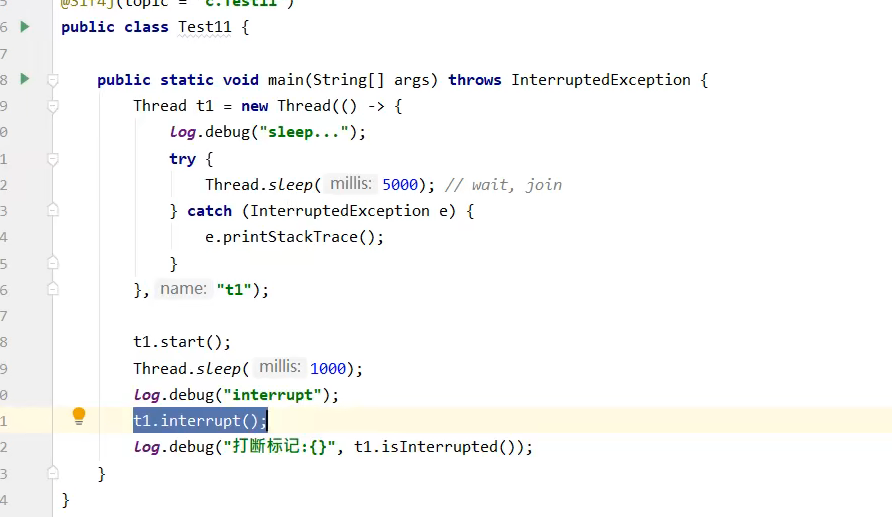 5 @Slf4j(topic = "c.Test11")
6 public class Test11 {
7
8 public static void main(String[] args) throws InterruptedException {
9 Thread t1 = new Thread(() -> {
0 log.debug("sleep...");
1 try {
2 Thread.sleep( millis: 5000); // wait, join
3 } catch (InterruptedException e) {
4 e.printStackTrace();
5 }
6 }, name: "t1");
7
8 t1.start();
9 Thread.sleep( millis: 1000);
0 log.debug("interrupt");
1 t1.interrupt();
2 log.debug("打断标记:{}", t1.isInterrupted());
3 }
4 }